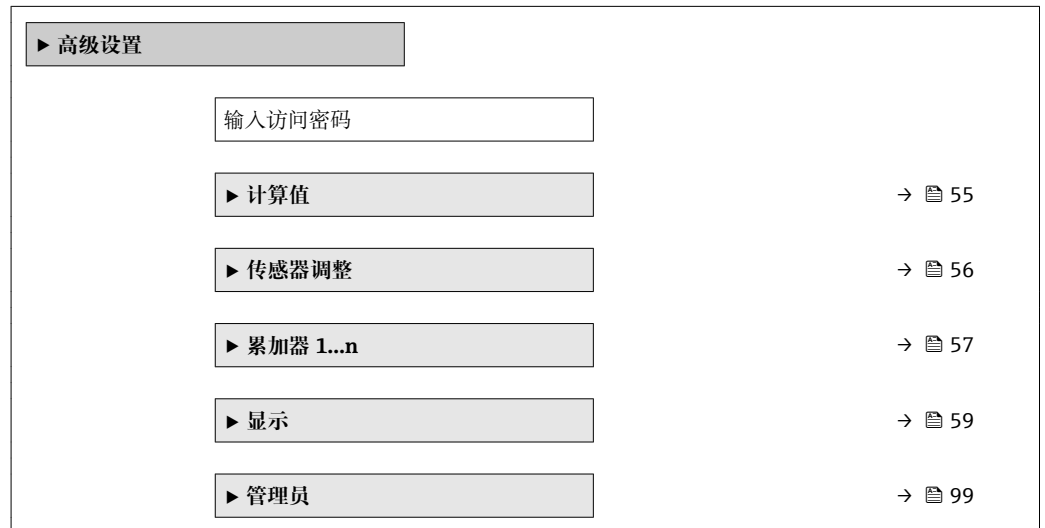 ▶ 高级设置
输入访问密码
▶ 计算值 → 🖹 55
▶ 传感器调整 → 🖹 56
▶ 累加器 1...n → 🖹 57
▶ 显示 → 🖹 59
▶ 管理员 → 🖹 99